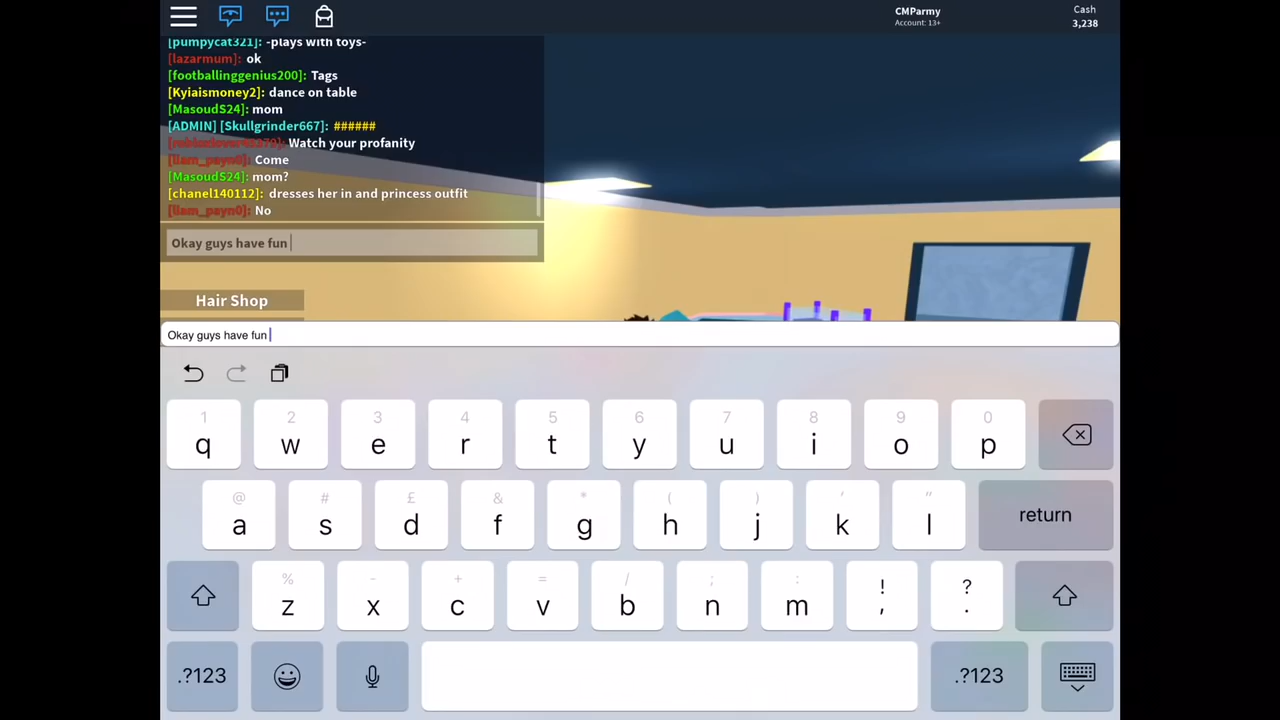 CMParmy
Account: 13+
Cash
3,238
[pumpycat321]: -plays with toys-
[lazarmum]: ok
[footballinggenius200]: Tags
[Kyiaismoney2]: dance on table
[MasoudS24]: mom
[ADMIN] [Skullgrinder667]: ######
Watch your profanity
[liam_payn0]: Come
[MasoudS24]: mom?
[chanel140112]: dresses her in and princess outfit
[liam_payn0]: No
Okay guys have fun
Hair Shop
Okay guys have fun
1 2 3 4 5 6 7 8 9 0
q w e r t y u i o p
@ # £ & * ( ) ' "
a s d f g h j k l return
% - + = / ; : ! ?
z x c v b n m , .
.?123 .?123